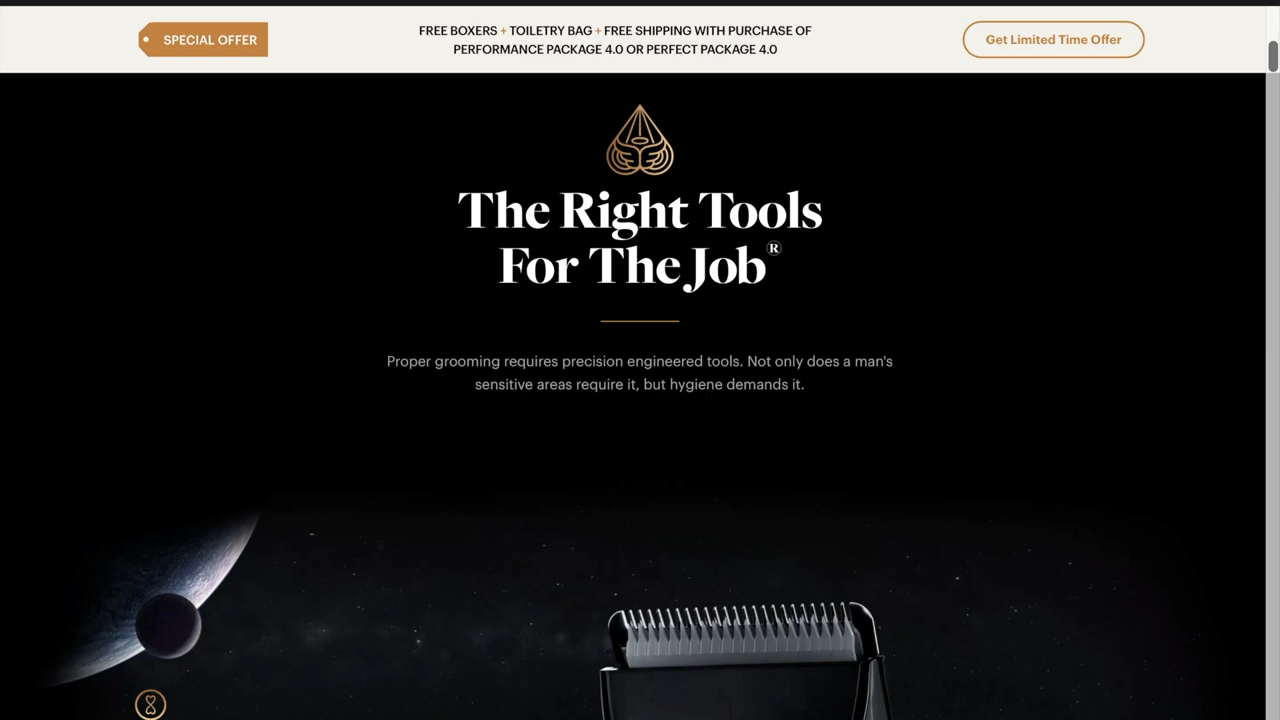 SPECIAL OFFER
FREE BOXERS + TOILETRY BAG + FREE SHIPPING WITH PURCHASE OF
PERFORMANCE PACKAGE 4.0 OR PERFECT PACKAGE 4.0
Get Limited Time Offer
The Right Tools
For The Job®
Proper grooming requires precision engineered tools. Not only does a man's
sensitive areas require it, but hygiene demands it.